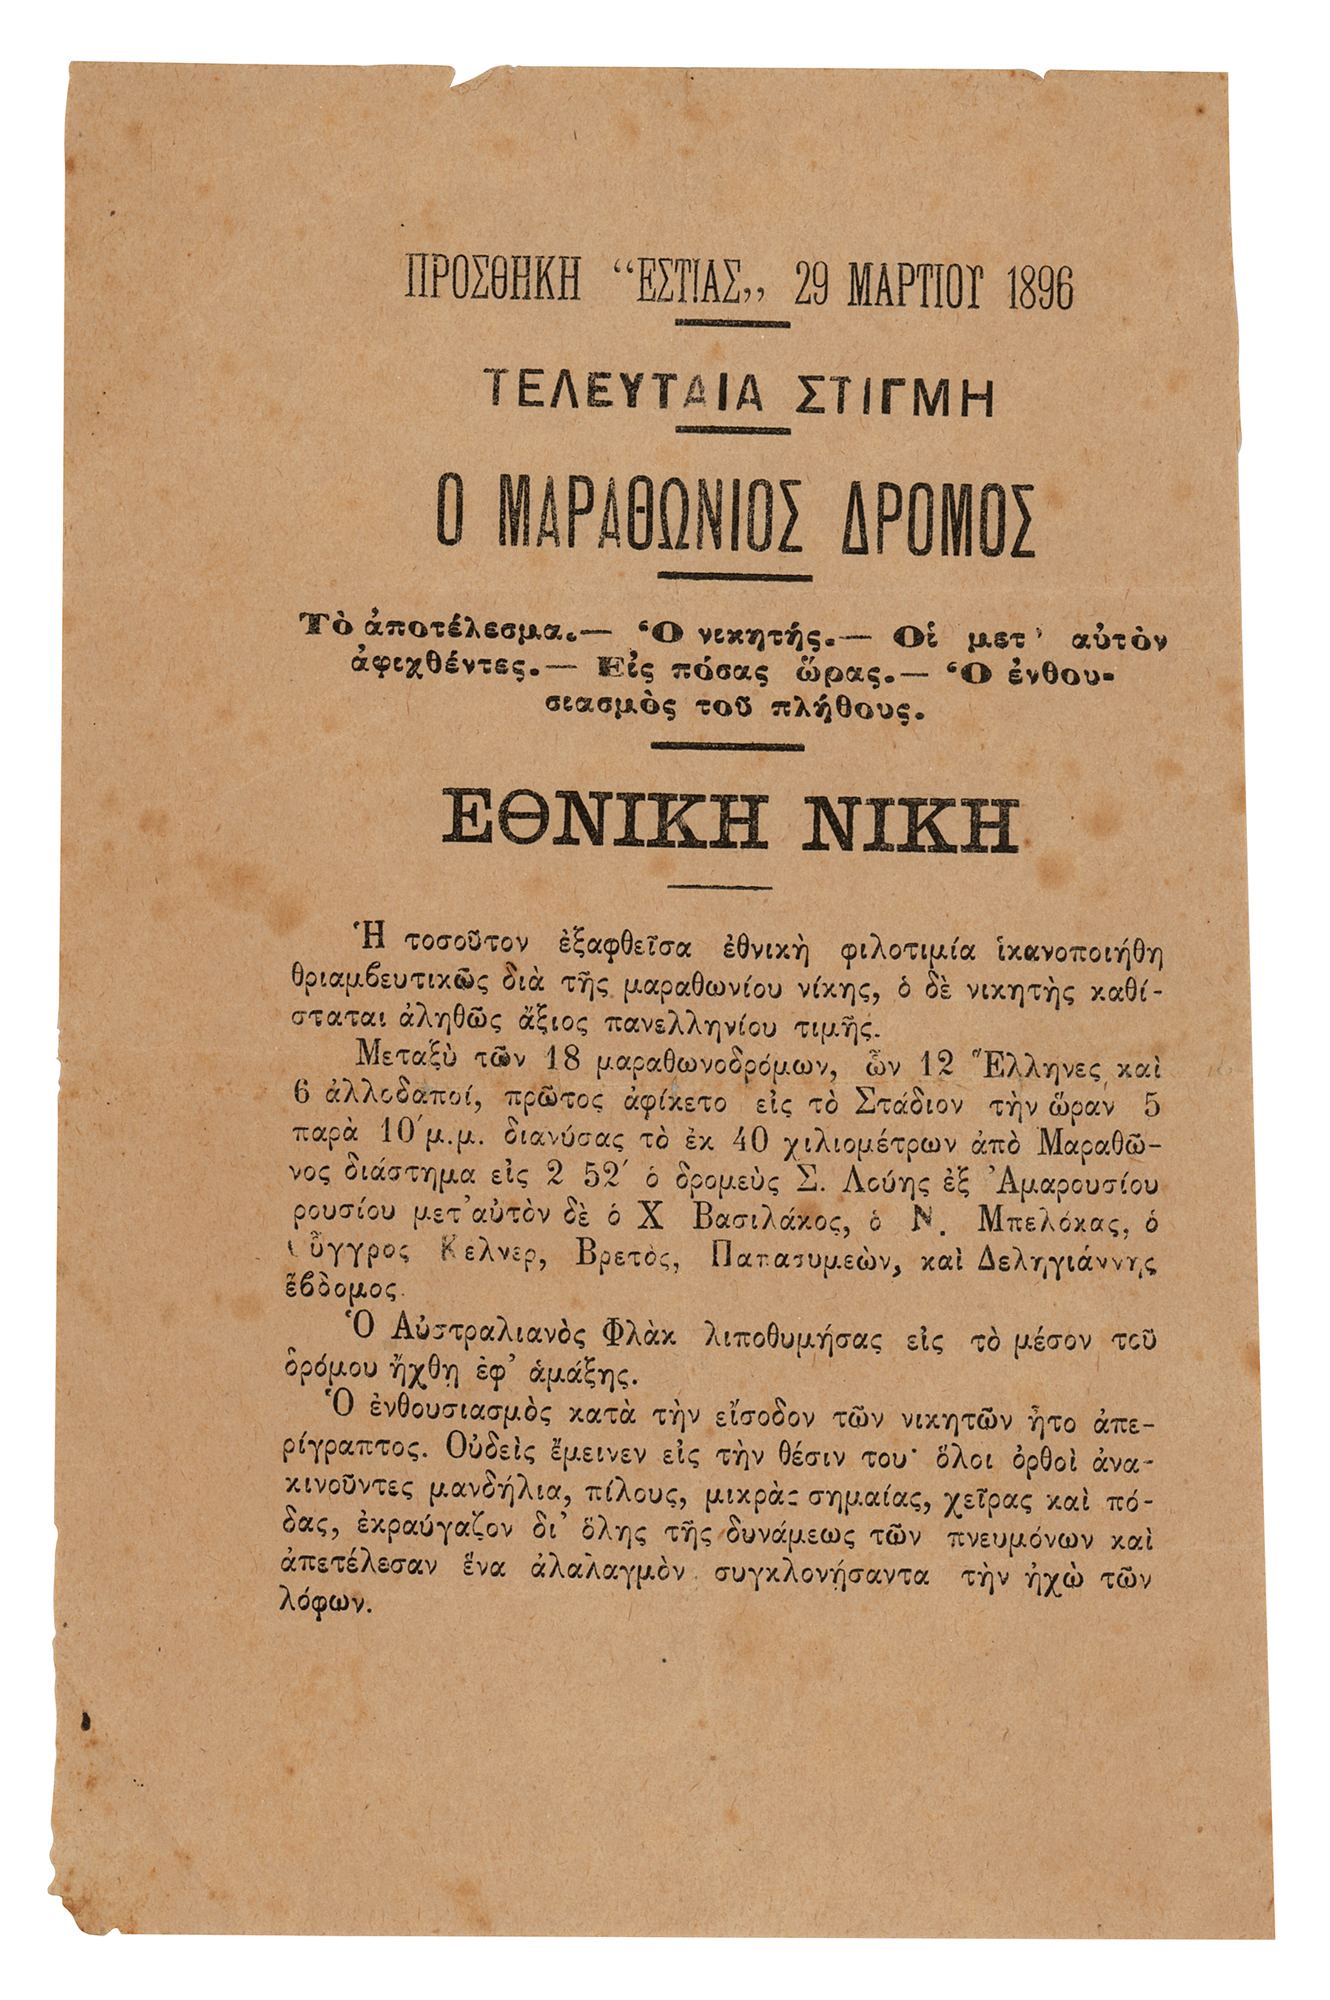 ΠΡΟΣΘΗΚΗ “ΕΣΤΙΑΣ„ 29 ΜΑΡΤΙΟΥ 1896
ΤΕΛΕΥΤΑΙΑ ΣΤΙΓΜΗ
Ο ΜΑΡΑΘΩΝΙΟΣ ΔΡΟΜΟΣ
Τὸ ἀποτέλεσμα.— Ὁ νικητής.— Οἱ μετ’ αὐτὸν
ἀφιχθέντες.— Εἰς πόσας ὥρας.— Ὁ ἐνθου-
σιασμὸς τοῦ πλήθους.
ΕΘΝΙΚΗ ΝΙΚΗ
Ἡ τοσοῦτον ἐξαφθεῖσα ἐθνικὴ φιλοτιμία ἱκανοποιήθη
θριαμβευτικῶς διὰ τῆς μαραθωνίου νίκης, ὁ δὲ νικητὴς καθί-
σταται ἀληθῶς ἄξιος πανελληνίου τιμῆς.
Μεταξὺ τῶν 18 μαραθωνοδρόμων, ὧν 12 Ἕλληνες καὶ
6 ἀλλοδαποί, πρῶτος ἀφίκετο εἰς τὸ Στάδιον τὴν ὥραν 5
παρὰ 10′ μ.μ. διανύσας τὸ ἐκ 40 χιλιομέτρων ἀπὸ Μαραθῶ-
νος διάστημα εἰς 2 52′ ὁ δρομεὺς Σ. Λούης ἐξ Ἀμαρουσίου
ρουσίου μετ’ αὐτὸν δὲ ὁ Χ Βασιλάκος, ὁ Ν. Μπελόκας, ὁ
Οὖγγρος Κελνερ, Βρετὸς, Παπασυμεὼν, καὶ Δεληγιάννης
ἕβδομος.
Ὁ Αὐστραλιανὸς Φλὰκ λιποθυμήσας εἰς τὸ μέσον τοῦ
δρόμου ἤχθη ἐφ’ ἁμάξης.
Ὁ ἐνθουσιασμὸς κατὰ τὴν εἴσοδον τῶν νικητῶν ἦτο ἀπε-
ρίγραπτος. Οὐδεὶς ἔμεινεν εἰς τὴν θέσιν του· ὅλοι ὀρθοὶ ἀνα-
κινοῦντες μανδήλια, πίλους, μικρὰς σημαίας, χεῖρας καὶ πό-
δας, ἐκραύγαζον δι’ ὅλης τῆς δυνάμεως τῶν πνευμόνων καὶ
ἀπετέλεσαν ἕνα ἀλαλαγμὸν συγκλονήσαντα τὴν ἠχὼ τῶν
λόφων.